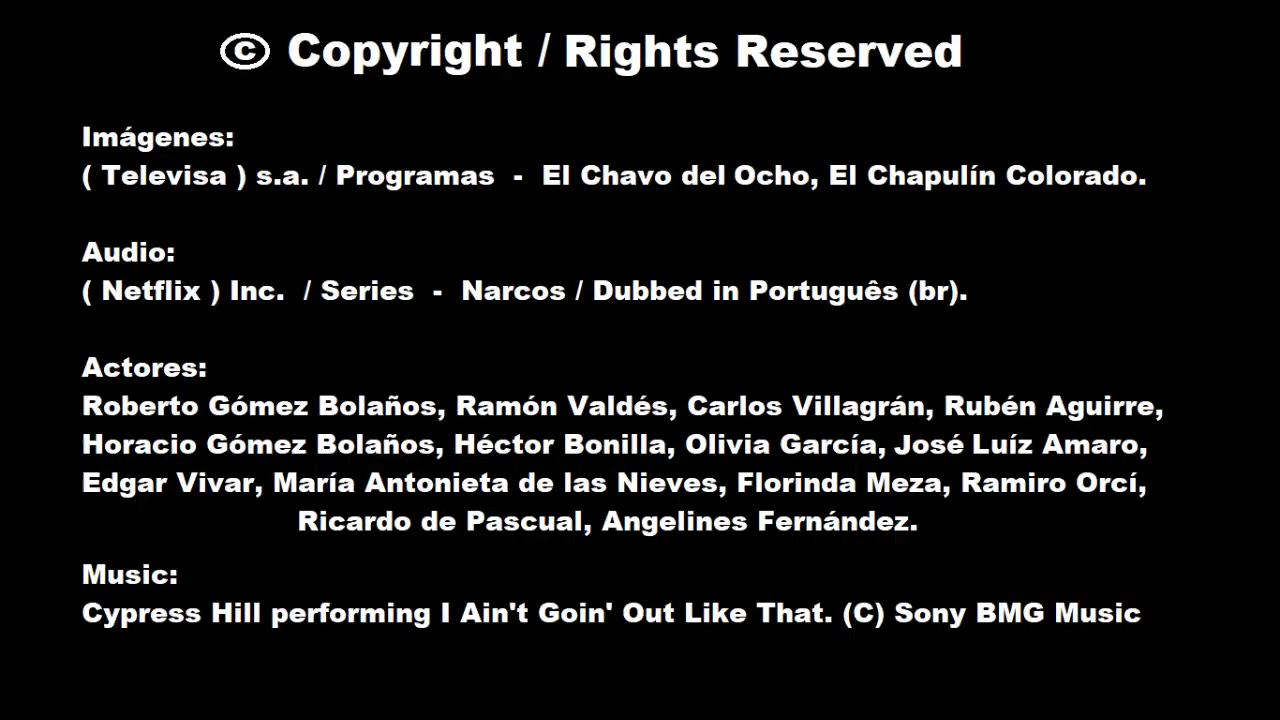 © Copyright / Rights Reserved
Imágenes:
( Televisa ) s.a. / Programas - El Chavo del Ocho, El Chapulín Colorado.
Audio:
( Netflix ) Inc. / Series - Narcos / Dubbed in Português (br).
Actores:
Roberto Gómez Bolaños, Ramón Valdés, Carlos Villagrán, Rubén Aguirre,
Horacio Gómez Bolaños, Héctor Bonilla, Olivia García, José Luíz Amaro,
Edgar Vivar, María Antonieta de las Nieves, Florinda Meza, Ramiro Orcí,
Ricardo de Pascual, Angelines Fernández.
Music:
Cypress Hill performing I Ain't Goin' Out Like That. (C) Sony BMG Music